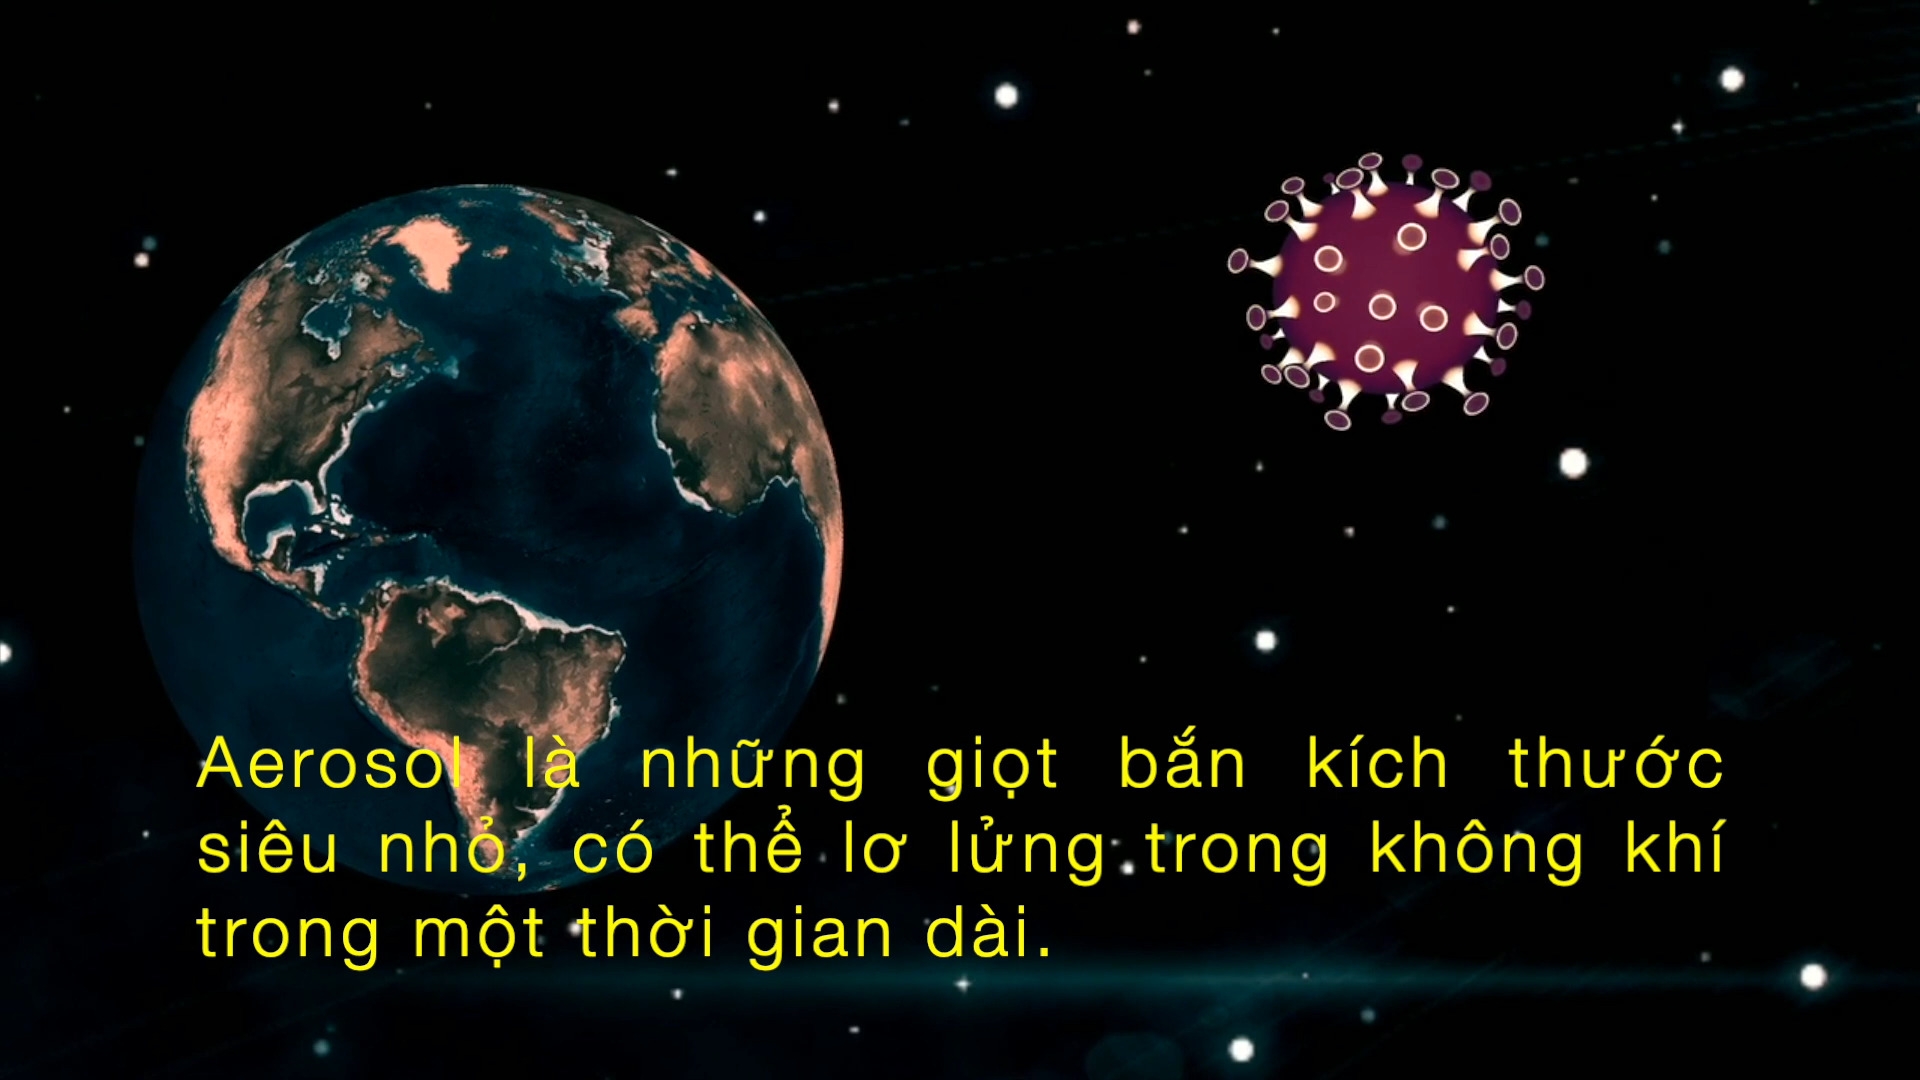 Aerosol là những giọt bắn kích thước
siêu nhỏ, có thể lơ lửng trong không khí
trong một thời gian dài.